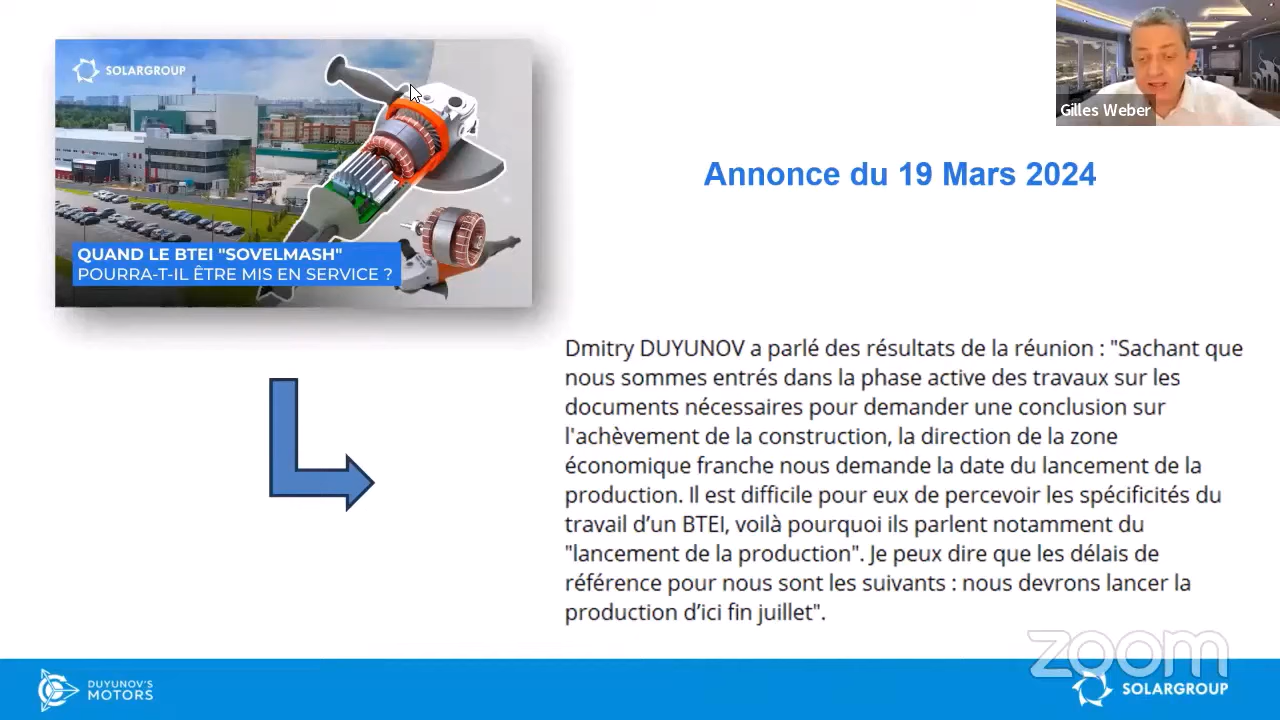 SOLARGROUP
QUAND LE BTEI "SOVELMASH"
POURRA-T-IL ÊTRE MIS EN SERVICE ?
Gilles Weber
Annonce du 19 Mars 2024
Dmitry DUYUNOV a parlé des résultats de la réunion : "Sachant que
nous sommes entrés dans la phase active des travaux sur les
documents nécessaires pour demander une conclusion sur
l'achèvement de la construction, la direction de la zone
économique franche nous demande la date du lancement de la
production. Il est difficile pour eux de percevoir les spécificités du
travail d’un BTEI, voilà pourquoi ils parlent notamment du
"lancement de la production". Je peux dire que les délais de
référence pour nous sont les suivants : nous devrons lancer la
production d’ici fin juillet".
zoom
DUYUNOV'S
MOTORS
SOLARGROUP